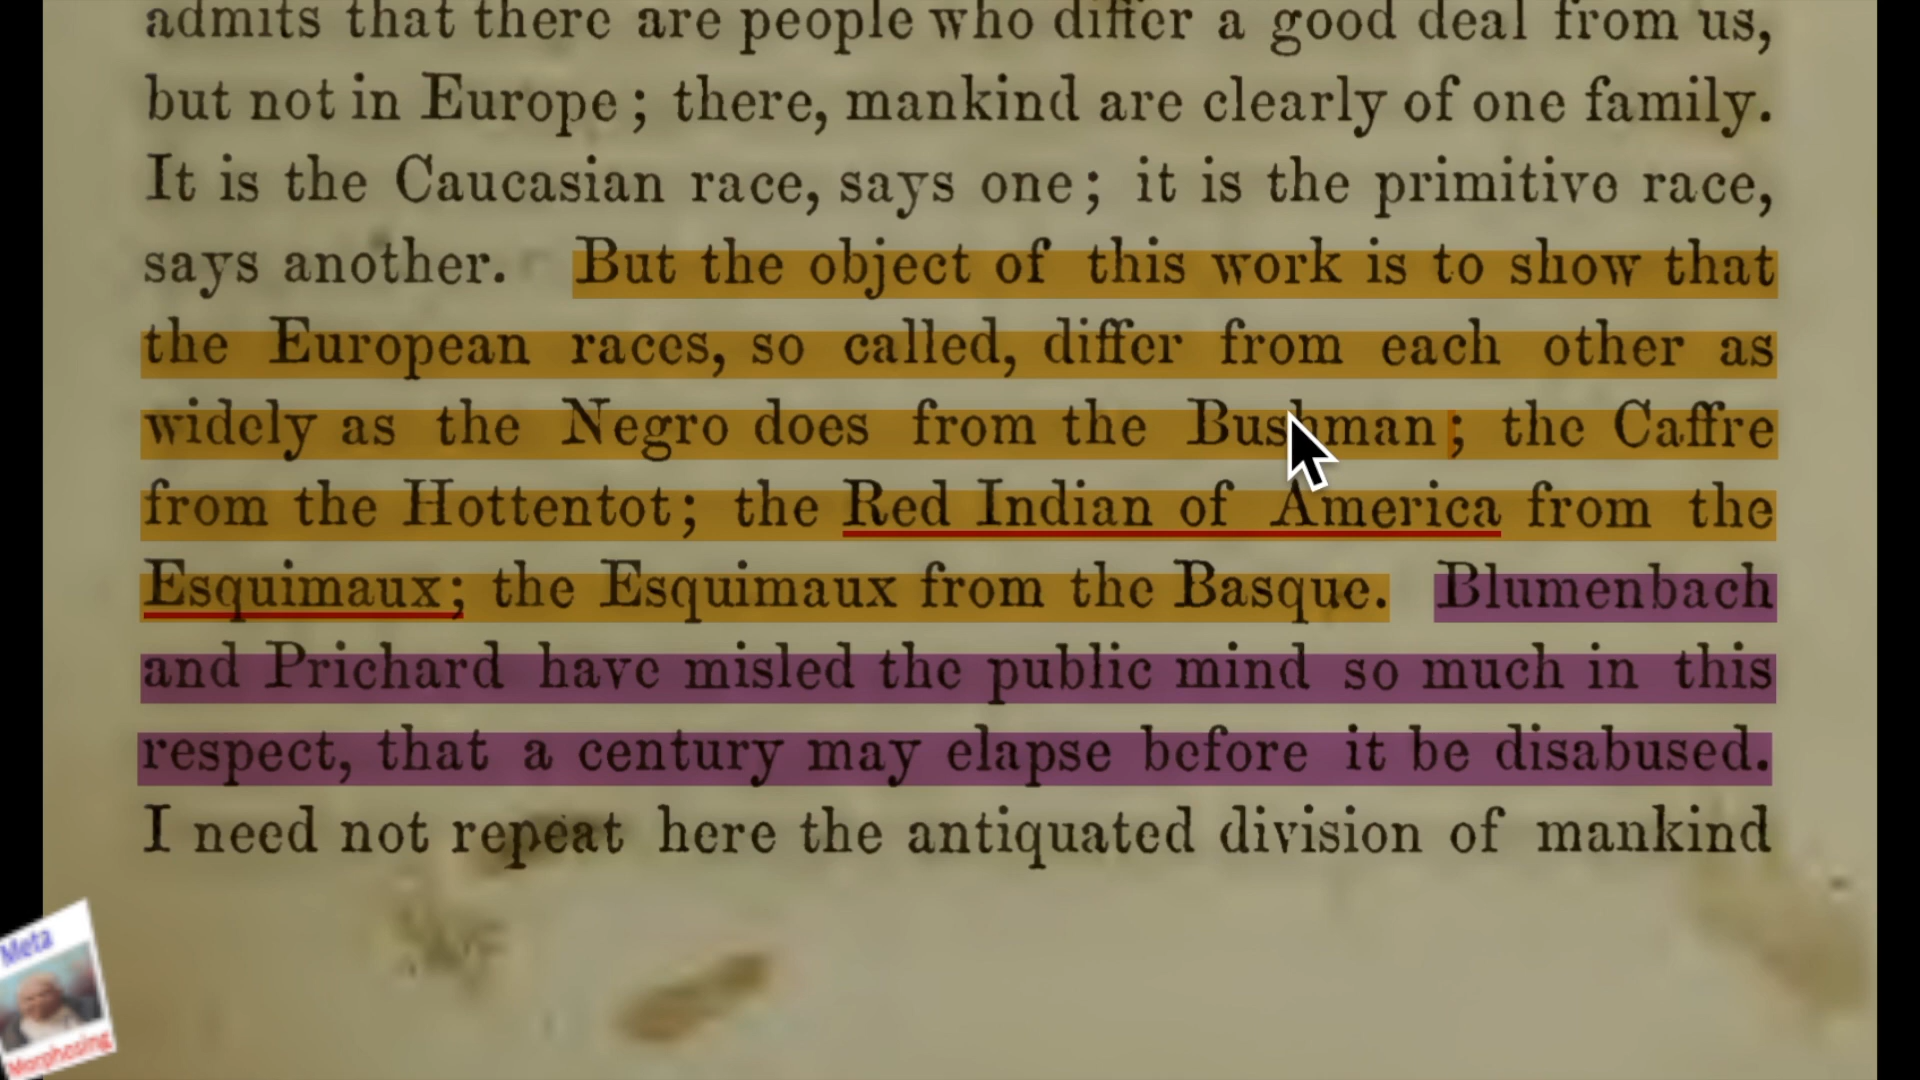 admits that there are people who differ a good deal from us,
but not in Europe; there, mankind are clearly of one family.
It is the Caucasian race, says one; it is the primitive race,
says another. But the object of this work is to show that
the European races, so called, differ from each other as
widely as the Negro does from the Bushman; the Caffre
from the Hottentot; the Red Indian of America from the
Esquimaux; the Esquimaux from the Basque. Blumenbach
and Prichard have misled the public mind so much in this
respect, that a century may elapse before it be disabused.
I need not repeat here the antiquated division of mankind
Meta
Morphosing